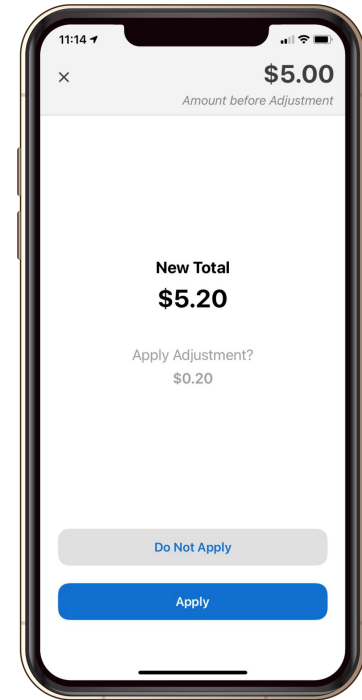 11:14
$5.00
Amount before Adjustment
New Total
$5.20
Apply Adjustment?
$0.20
Do Not Apply
Apply